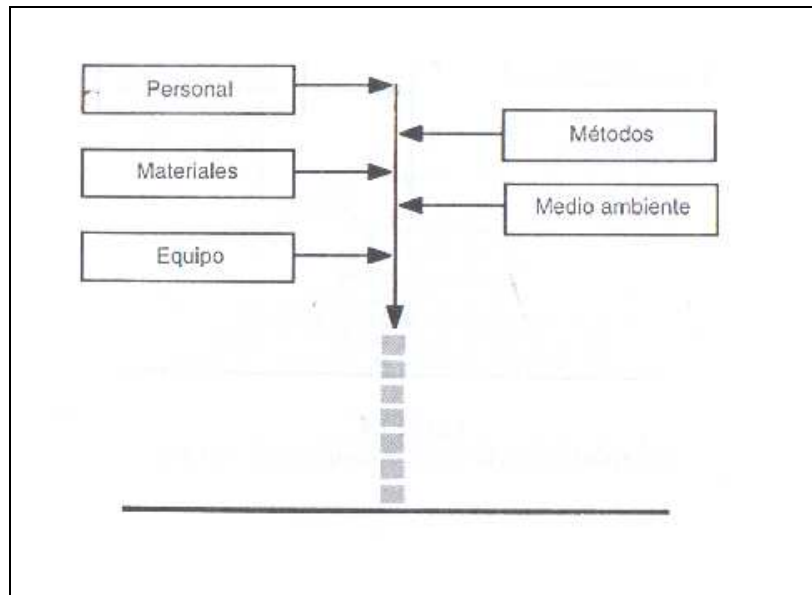 Personal
Métodos
Materiales
Medio ambiente
Equipo